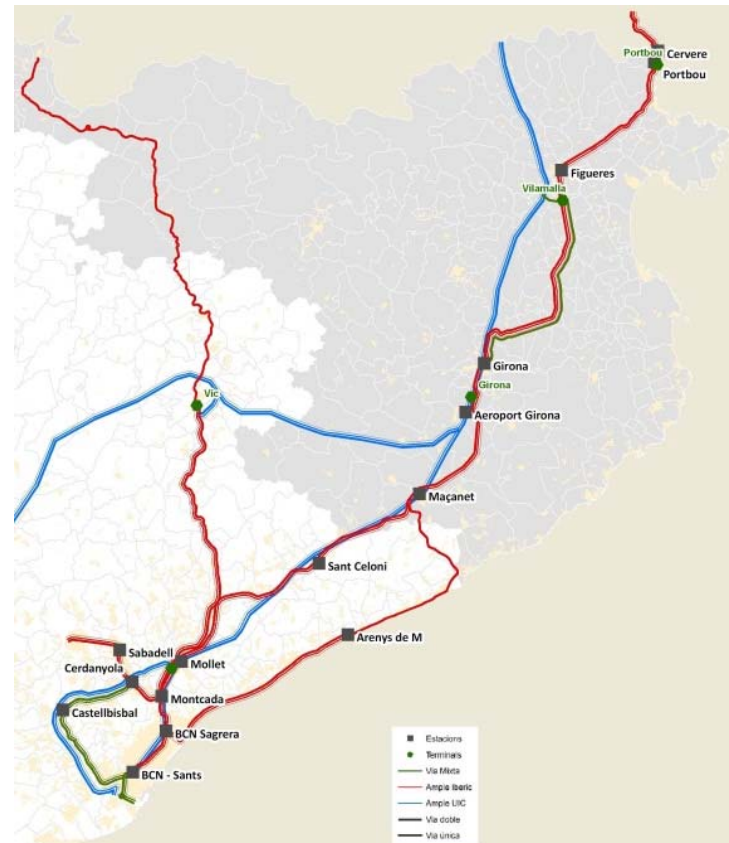 Portbou
Cervere
Portbou
Figueres
Vilamalla
Girona
Girona
Vic
Aeroport Girona
Maçanet
Sant Celoni
Arenys de M
Sabadell
Mollet
Cerdanyola
Montcada
Castellbisbal
BCN Sagrera
BCN - Sants
Estacions
Terminals
Via Mixta
Ample Ibèric
Ample UIC
Via doble
Via única